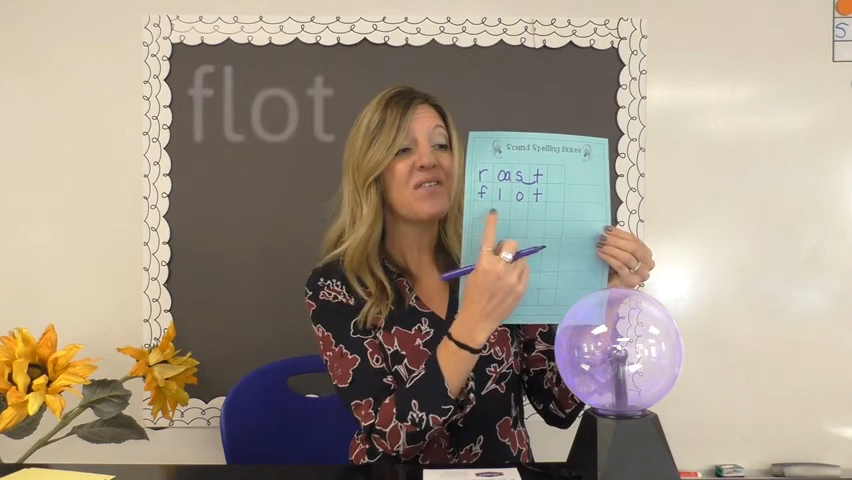 flot
Sound Spelling Boxes
r oa s t
f l o t
S